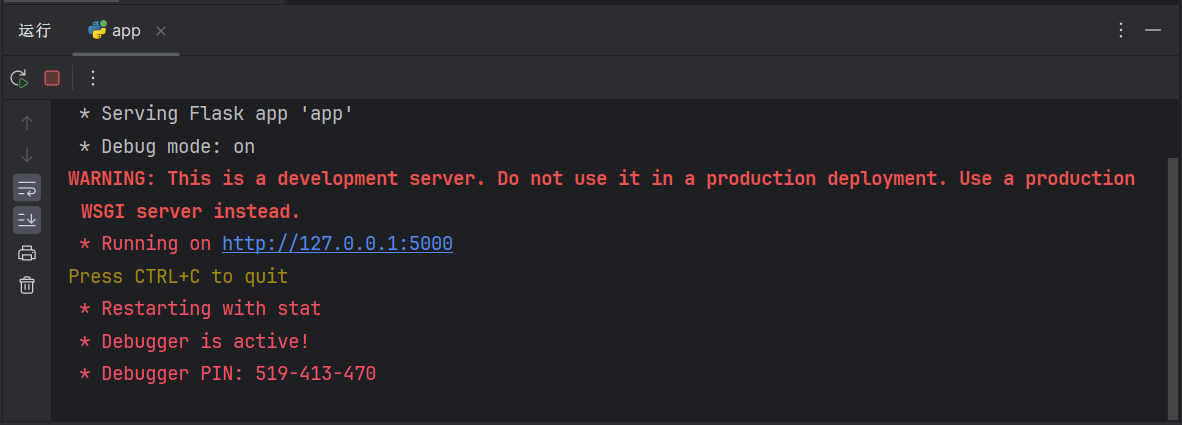 运行 app
* Serving Flask app 'app'
* Debug mode: on
WARNING: This is a development server. Do not use it in a production deployment. Use a production
WSGI server instead.
* Running on http://127.0.0.1:5000
Press CTRL+C to quit
* Restarting with stat
* Debugger is active!
* Debugger PIN: 519-413-470